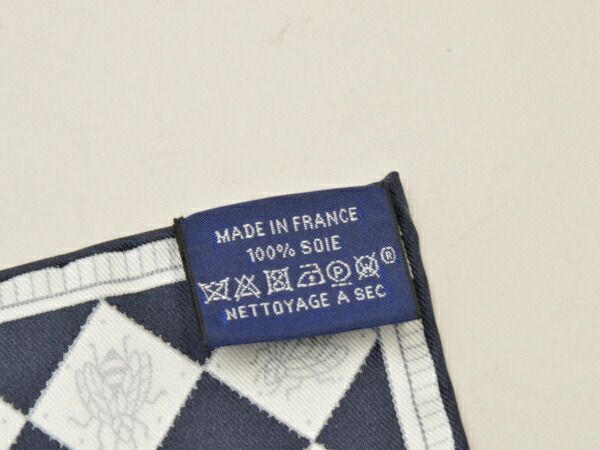 MADE IN FRANCE
100% SOIE
P W ®
NETTOYAGE A SEC